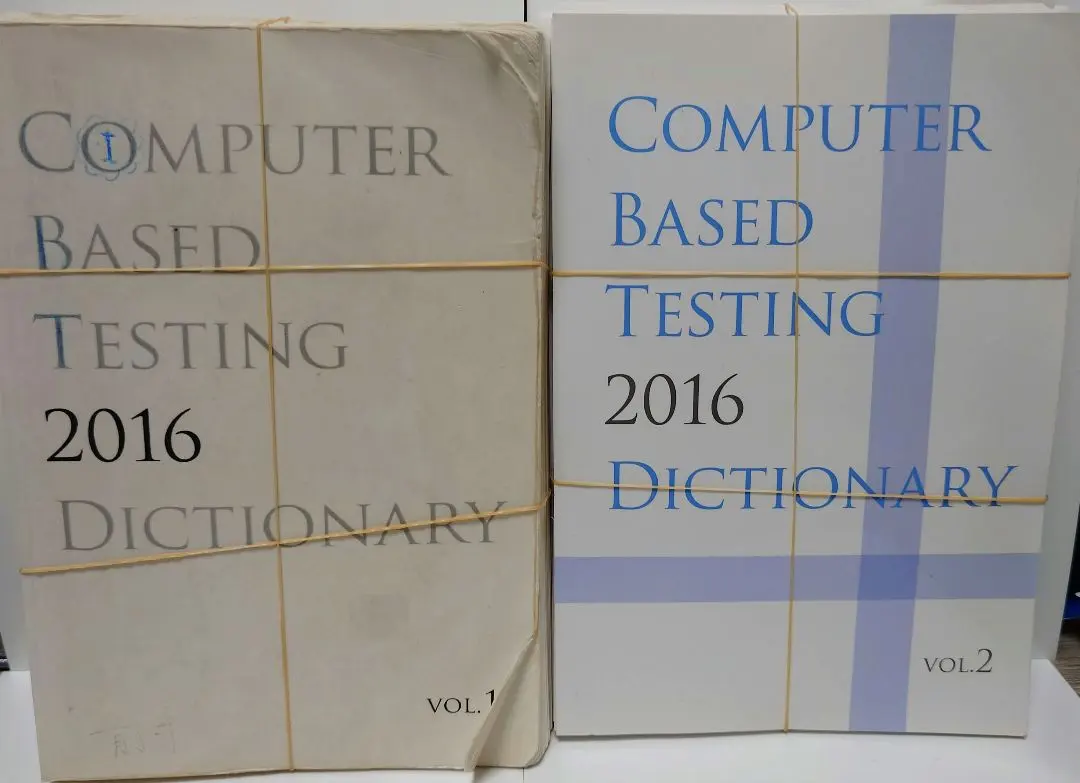 COMPUTER
BASED
TESTING
2016
DICTIONARY
VOL.1
COMPUTER
BASED
TESTING
2016
DICTIONARY
VOL.2